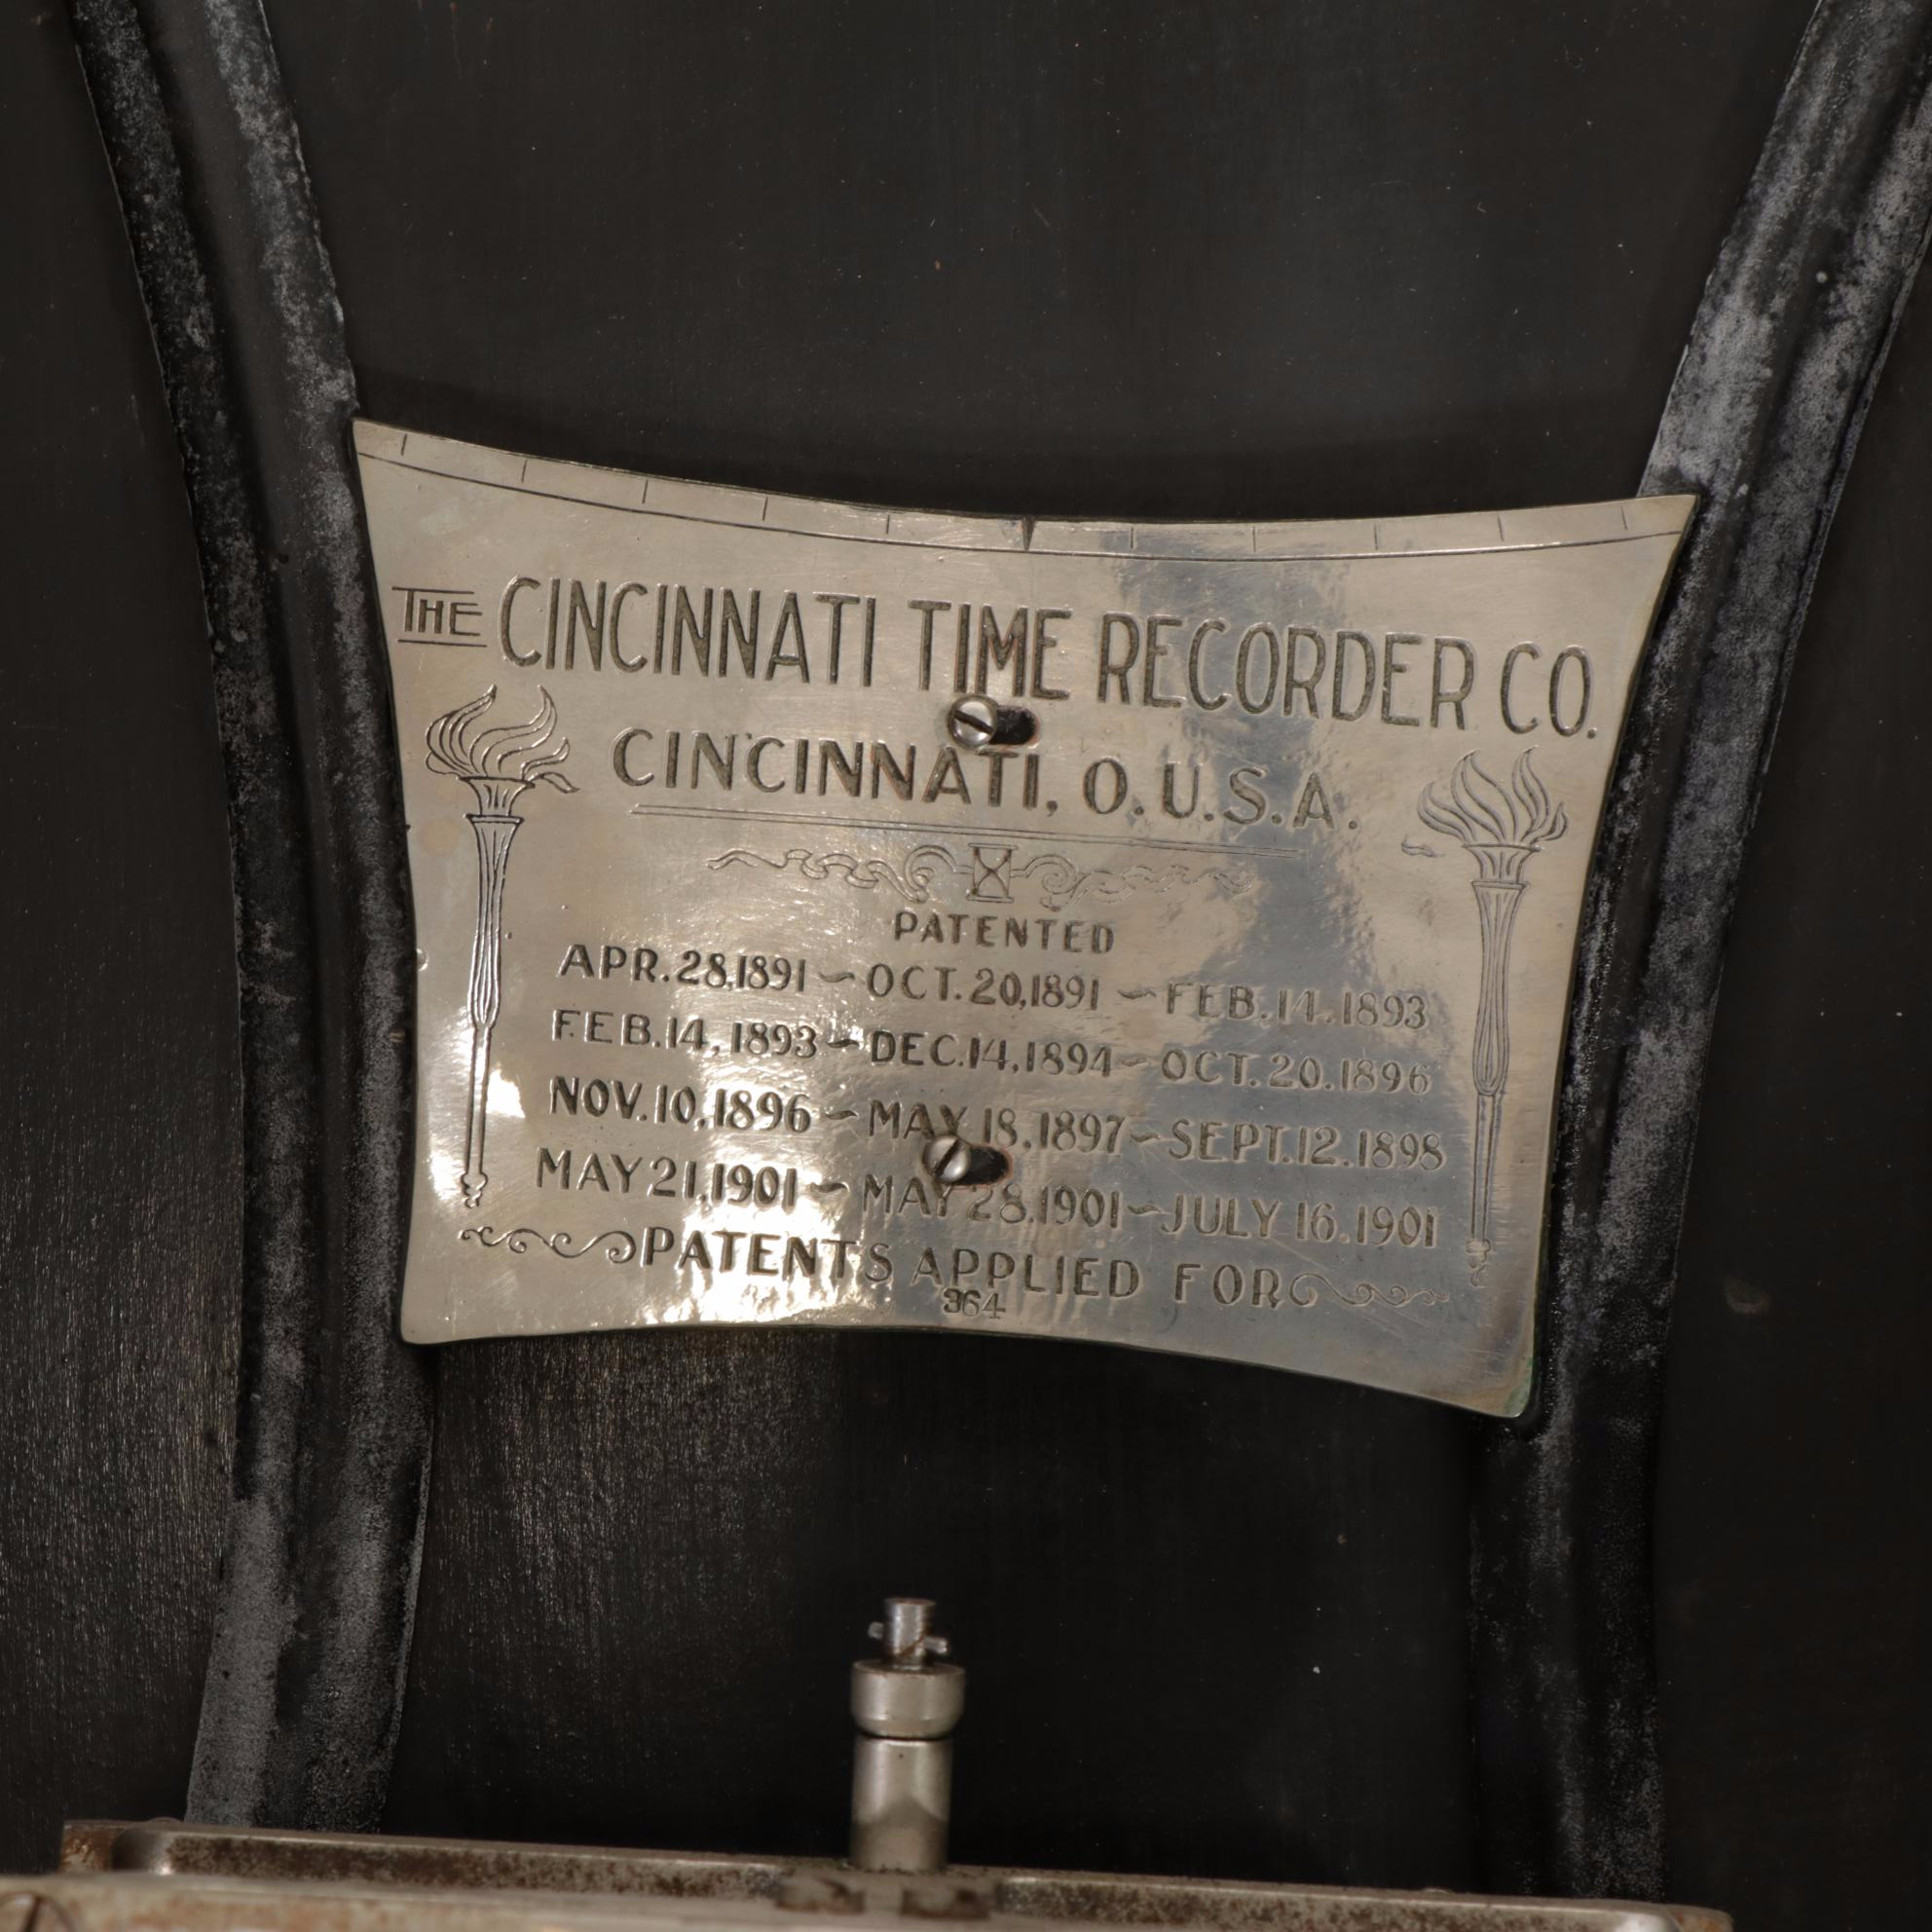 THE CINCINNATI TIME RECORDER CO.
CINCINNATI, O. U.S.A.
PATENTED
APR. 28, 1891 ~ OCT. 20, 1891 ~ FEB. 14. 1893
FEB. 14, 1893 ~ DEC. 14, 1894 ~ OCT. 20. 1896
NOV. 10, 1896 ~ MAY 18, 1897 ~ SEPT. 12. 1898
MAY 21, 1901 ~ MAY 28, 1901 ~ JULY 16. 1901
PATENTS APPLIED FOR
364